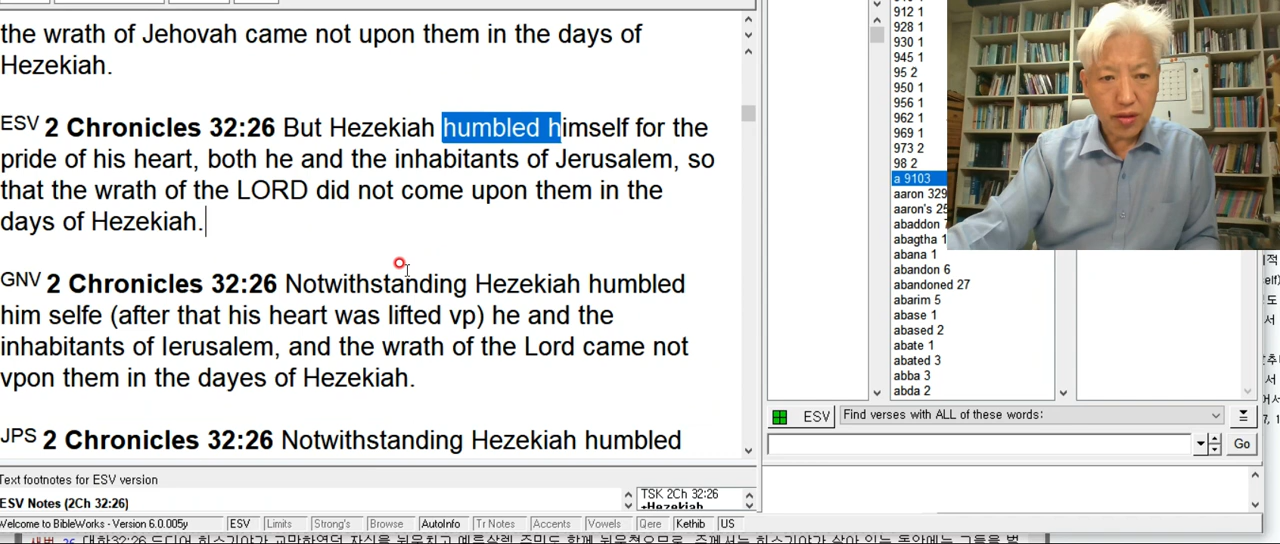 the wrath of Jehovah came not upon them in the days of
Hezekiah.
ESV 2 Chronicles 32:26 But Hezekiah humbled himself for the
pride of his heart, both he and the inhabitants of Jerusalem, so
that the wrath of the LORD did not come upon them in the
days of Hezekiah.
GNV 2 Chronicles 32:26 Notwithstanding Hezekiah humbled
him selfe (after that his heart was lifted vp) he and the
inhabitants of Ierusalem, and the wrath of the Lord came not
vpon them in the dayes of Hezekiah.
JPS 2 Chronicles 32:26 Notwithstanding Hezekiah humbled
Text footnotes for ESV version
ESV Notes (2Ch 32:26)
TSK 2Ch 32:26
+Hezekiah
Welcome to BibleWorks - Version 6.0.005y
ESV
Limits
Strong's
Browse
AutoInfo
Tr Notes
Accents
Vowels
Qere
Kethib
US
912 1
928 1
930 1
945 1
95 2
950 1
956 1
962 1
969 1
973 2
98 2
a 9103
aaron 329
aaron's 25
abaddon
abagtha 1
abana 1
abandon 6
abandoned 27
abarim 5
abase 1
abased 2
abate 1
abated 3
abba 3
abda 2
ESV
Find verses with ALL of these words:
Go